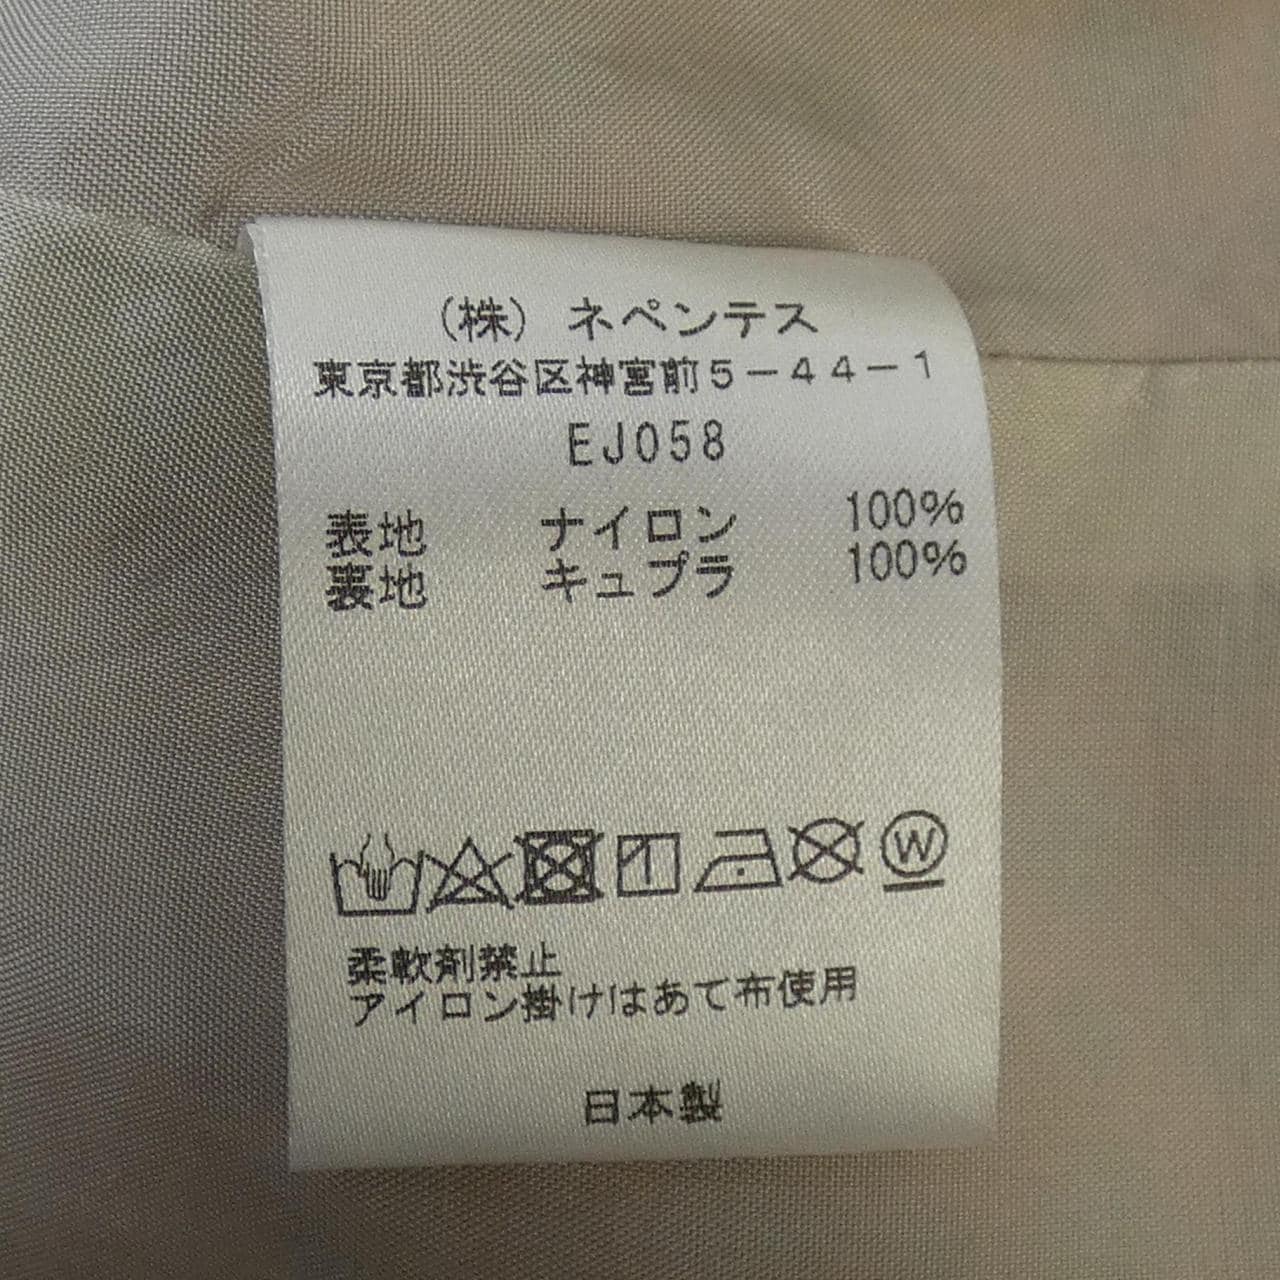 (株) ネペンテス
東京都渋谷区神宮前5-44-1
EJ058
表地 ナイロン 100%
裏地 キュプラ 100%
W
柔軟剤禁止
アイロン掛けはあて布使用
日本製